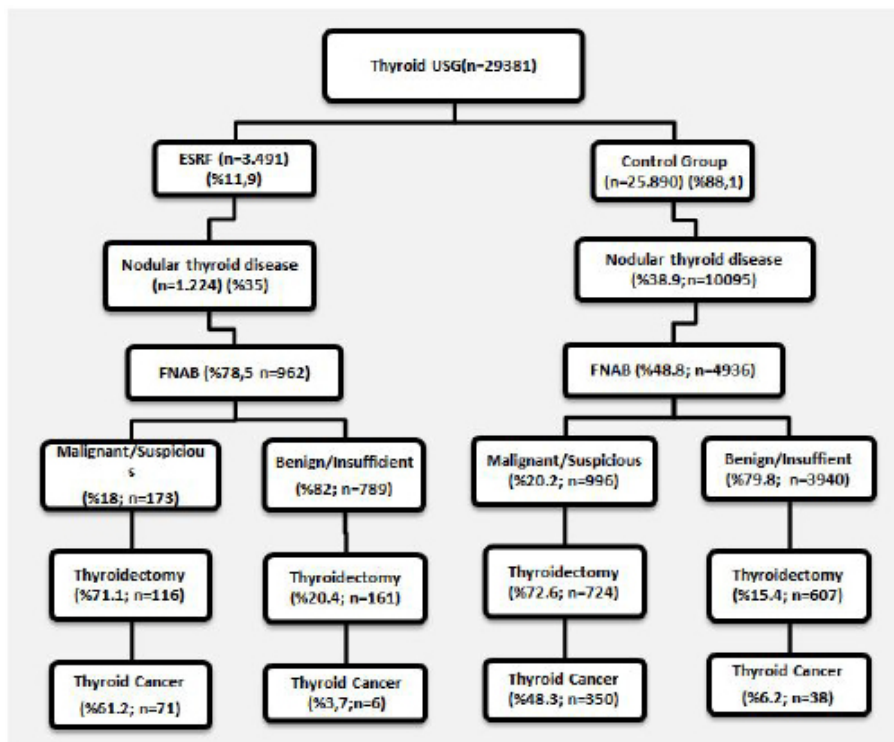 Thyroid USG(n=29381)
ESRF (n=3.491)
(%11,9)
Control Group
(n=25.890) (%88,1)
Nodular thyroid disease
(n=1.224) (%35)
Nodular thyroid disease
(%38.9;n=10095)
FNAB (%78,5 n=962)
FNAB (%48.8; n=4936)
Malignant/Suspiciou
s
(%18; n=173)
Benign/Insufficient
(%82; n=789)
Malignant/Suspicious
(%20.2; n=996)
Benign/Insuffient
(%79.8; n=3940)
Thyroidectomy
(%71.1; n=116)
Thyroidectomy
(%20.4; n=161)
Thyroidectomy
(%72.6; n=724)
Thyroidectomy
(%15.4; n=607)
Thyroid Cancer
(%61.2; n=71)
Thyroid Cancer
(%3,7;n=6)
Thyroid Cancer
(%48.3; n=350)
Thyroid Cancer
(%6.2; n=38)